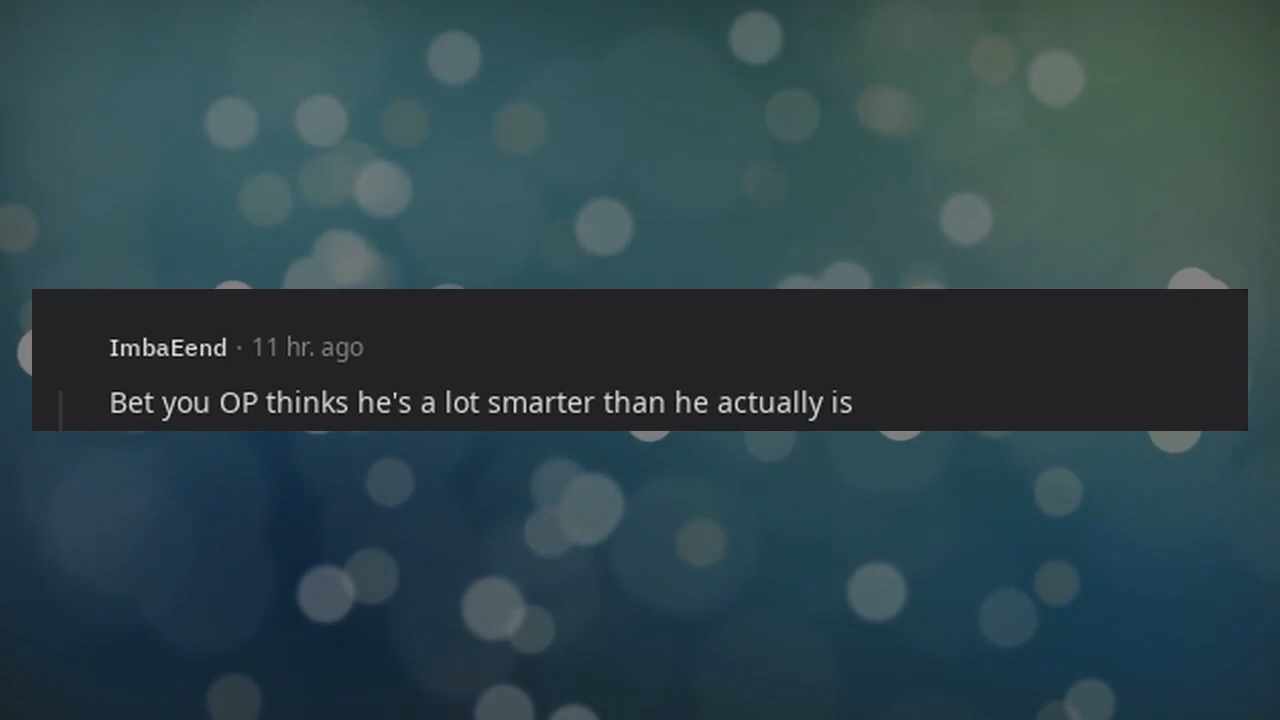 ImbaEend · 11 hr. ago
Bet you OP thinks he's a lot smarter than he actually is